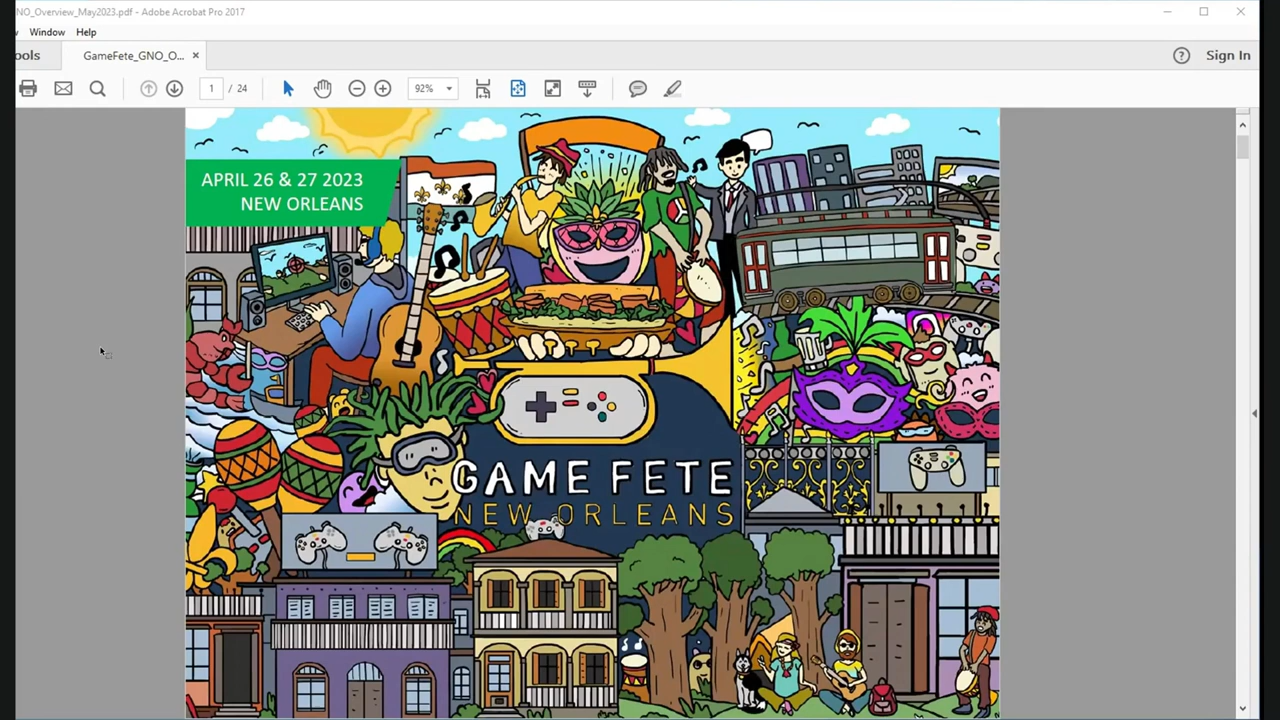 GNO_Overview_May2023.pdf - Adobe Acrobat Pro 2017
Window Help
ools
GameFete_GNO_O...
Sign In
1 / 24
92%
APRIL 26 & 27 2023
NEW ORLEANS
GAME FETE
NEW ORLEANS